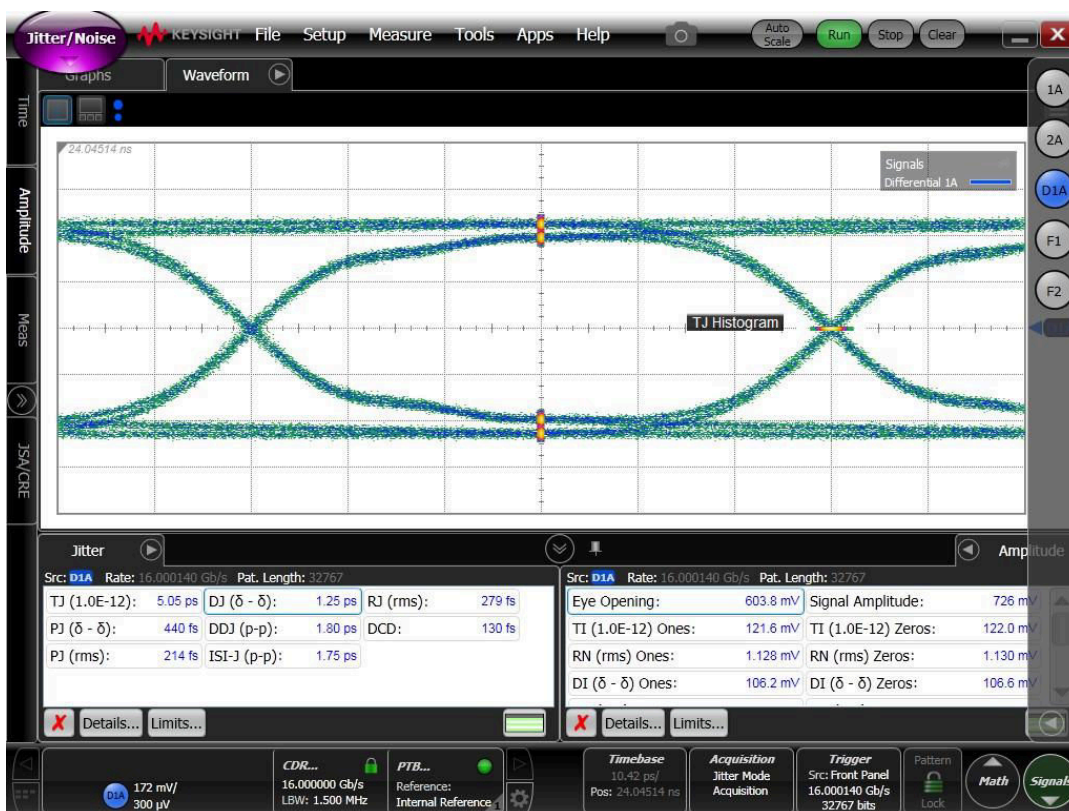 Jitter/Noise
KEYSIGHT File Setup Measure Tools Apps Help
Auto Scale
Run Stop Clear
X
Graphs
Waveform
Time
Amplitude
Meas
JSA/CRE
24.04514 ns
Signals
Differential 1A
TJ Histogram
1A
2A
D1A
F1
F2
Jitter
Src: D1A Rate: 16.000140 Gb/s Pat. Length: 32767
TJ (1.0E-12): 5.05 ps DJ (δ - δ): 1.25 ps RJ (rms): 279 fs
PJ (δ - δ): 440 fs DDJ (p-p): 1.80 ps DCD: 130 fs
PJ (rms): 214 fs ISI-J (p-p): 1.75 ps
Details... Limits...
Amplitude
Src: D1A Rate: 16.000140 Gb/s Pat. Length: 32767
Eye Opening: 603.8 mV Signal Amplitude: 726 mV
TI (1.0E-12) Ones: 121.6 mV TI (1.0E-12) Zeros: 122.0 mV
RN (rms) Ones: 1.128 mV RN (rms) Zeros: 1.130 mV
DI (δ - δ) Ones: 106.2 mV DI (δ - δ) Zeros: 106.6 mV
Details... Limits...
D1A
172 mV/
300 µV
CDR...
16.000000 Gb/s
LBW: 1.500 MHz
PTB...
Reference:
Internal Reference
Timebase
10.42 ps/
Pos: 24.04514 ns
Acquisition
Jitter Mode
Acquisition
Trigger
Src: Front Panel
16.000140 Gb/s
32767 bits
Pattern
Lock
Math
Signals